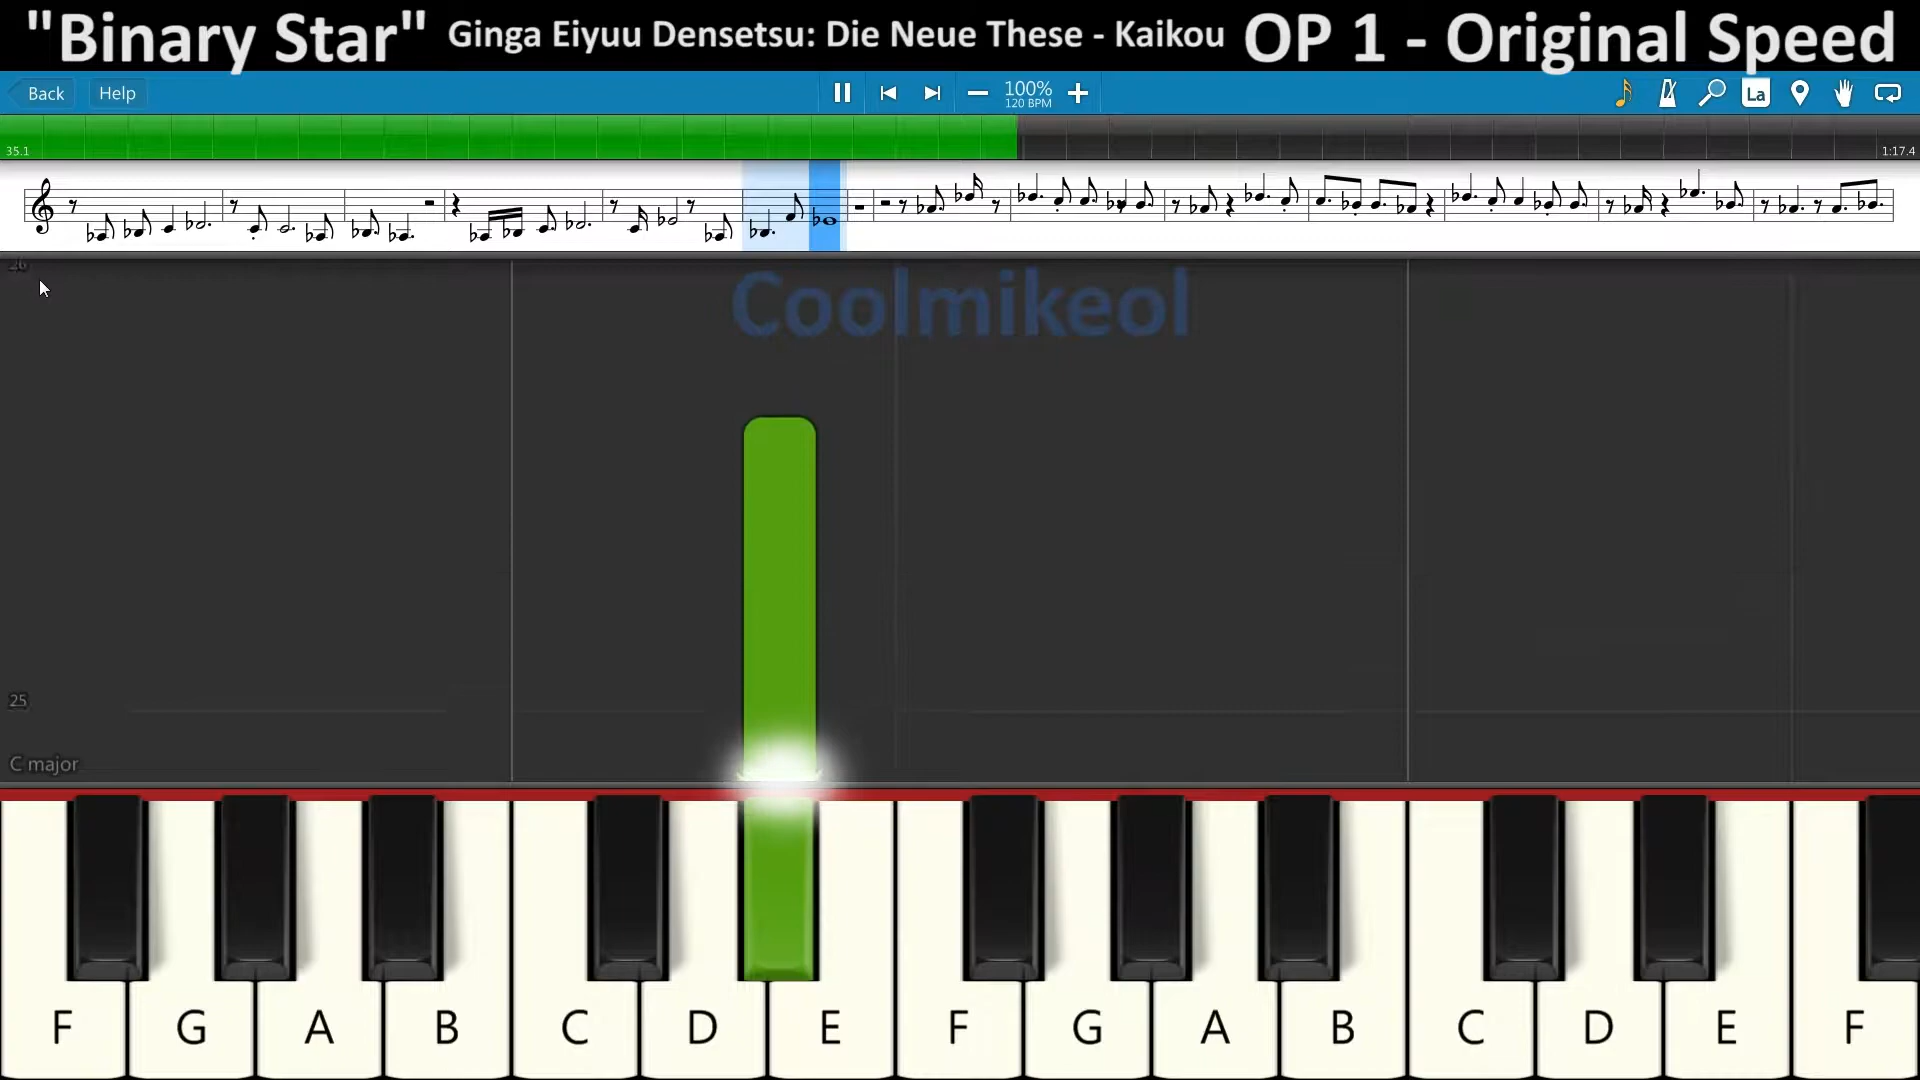 "Binary Star" Ginga Eiyuu Densetsu: Die Neue These - Kaikou OP 1 - Original Speed
Back Help 100% La
120 BPM
35.1 1:17.4
26
Coolmikeol
25
C major
F G A B C D E F G A B C D E F